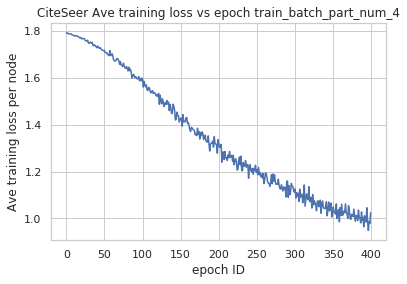 CiteSeer Ave training loss vs epoch train_batch_part_num_4
1.8
1.6
1.4
1.2
1.0
Ave training loss per node
0 50 100 150 200 250 300 350 400
epoch ID